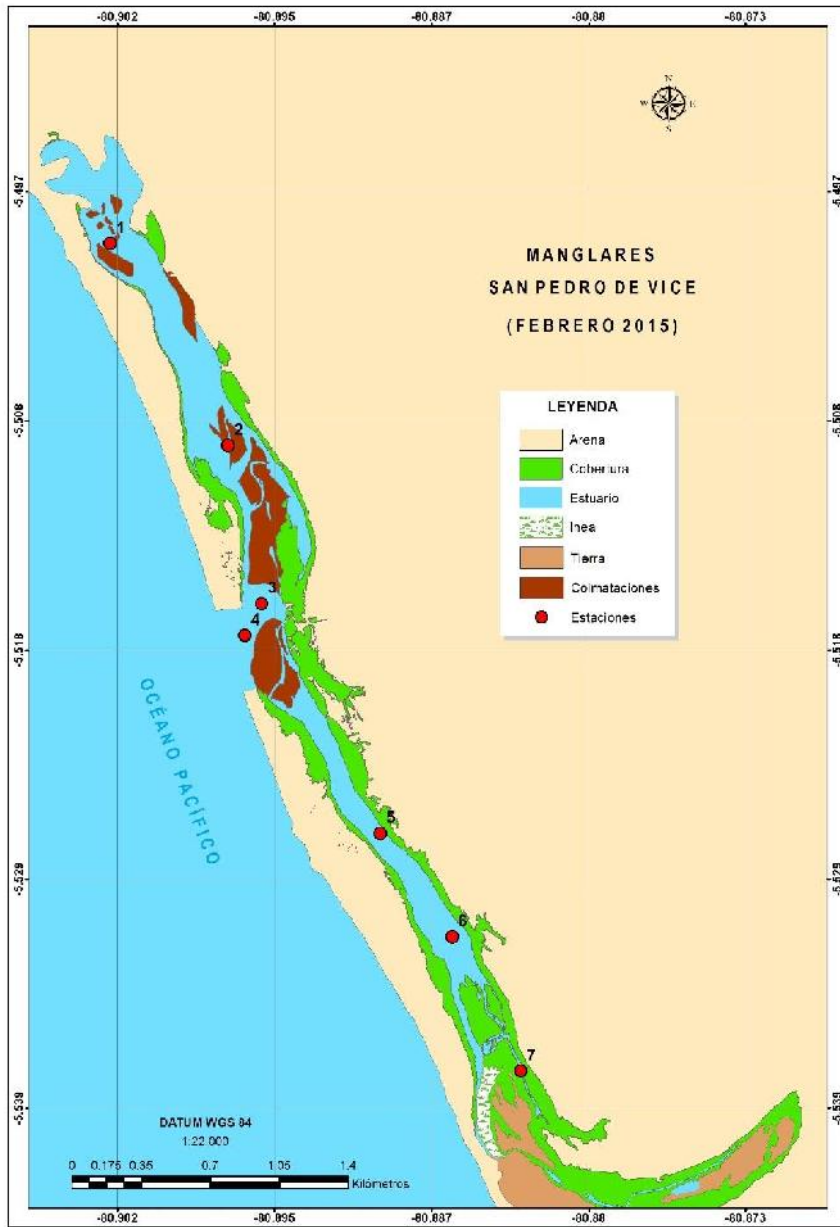 -80.902 -80.895 -80.887 -80.88 -80.873
N
W E
S
-5.497 -5.497
1
MANGLARES
SAN PEDRO DE VICE
(FEBRERO 2015)
LEYENDA
Arena
Cobertura
Estuario
Inea
Tierra
Colmataciones
Estaciones
-5.508 -5.508
2
3
4
-5.518 -5.518
OCÉANO PACÍFICO
5
-5.529 -5.529
6
7
-5.539 -5.539
DATUM WGS 84
1:22 000
0 0.175 0.35 0.7 1.05 1.4
Kilómetros
-80.902 -80.895 -80.887 -80.88 -80.873